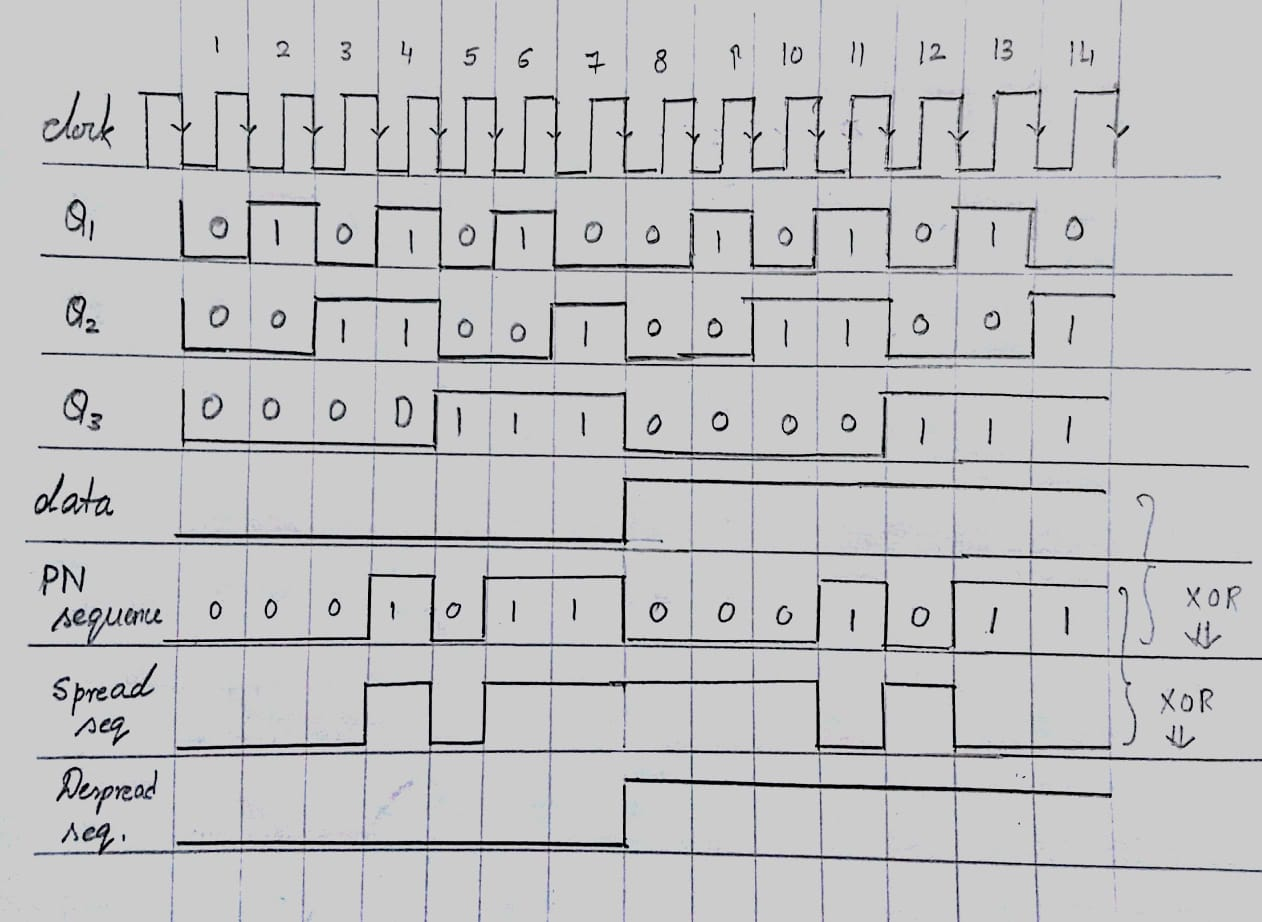 1 2 3 4 5 6 7 8 9 10 11 12 13 14
clock
Q1 0 1 0 1 0 1 0 0 1 0 1 0 1 0
Q2 0 0 1 1 0 0 1 0 0 1 1 0 0 1
Q3 0 0 0 0 1 1 1 0 0 0 0 1 1 1
data
PN
sequence 0 0 0 1 0 1 1 0 0 0 1 0 1 1 XOR
Spread
seq XOR
Despread
seq.